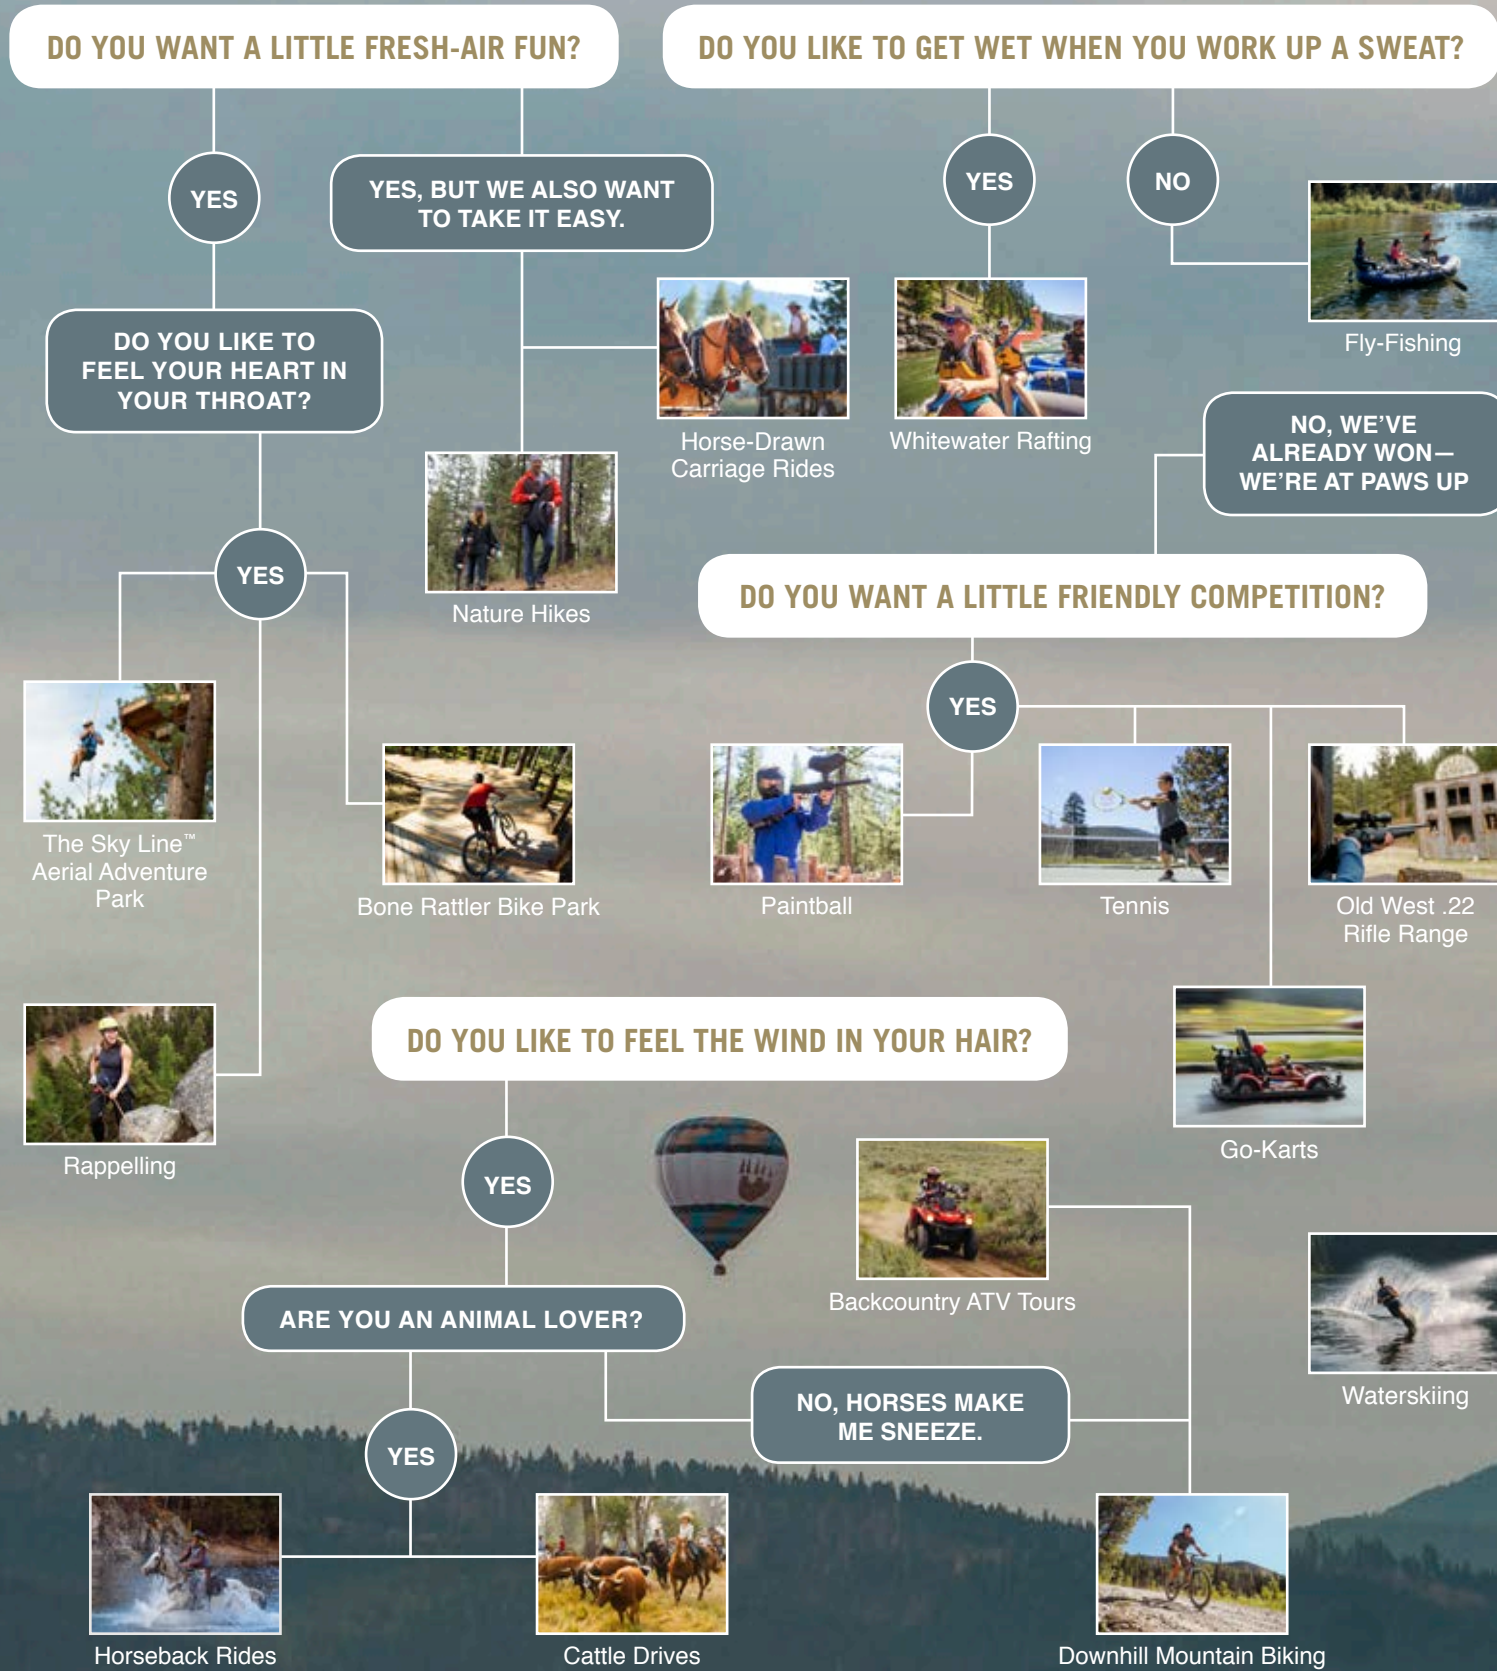 DO YOU WANT A LITTLE FRESH-AIR FUN?
YES
YES, BUT WE ALSO WANT
TO TAKE IT EASY.
DO YOU LIKE TO
FEEL YOUR HEART IN
YOUR THROAT?
Horse-Drawn
Carriage Rides
Nature Hikes
YES
The Sky Line™
Aerial Adventure
Park
Bone Rattler Bike Park
Rappelling
DO YOU LIKE TO GET WET WHEN YOU WORK UP A SWEAT?
YES
NO
Whitewater Rafting
Fly-Fishing
NO, WE'VE
ALREADY WON—
WE'RE AT PAWS UP
DO YOU WANT A LITTLE FRIENDLY COMPETITION?
YES
Paintball
Tennis
Old West .22
Rifle Range
Go-Karts
DO YOU LIKE TO FEEL THE WIND IN YOUR HAIR?
YES
ARE YOU AN ANIMAL LOVER?
Backcountry ATV Tours
NO, HORSES MAKE
ME SNEEZE.
Waterskiing
YES
Horseback Rides
Cattle Drives
Downhill Mountain Biking